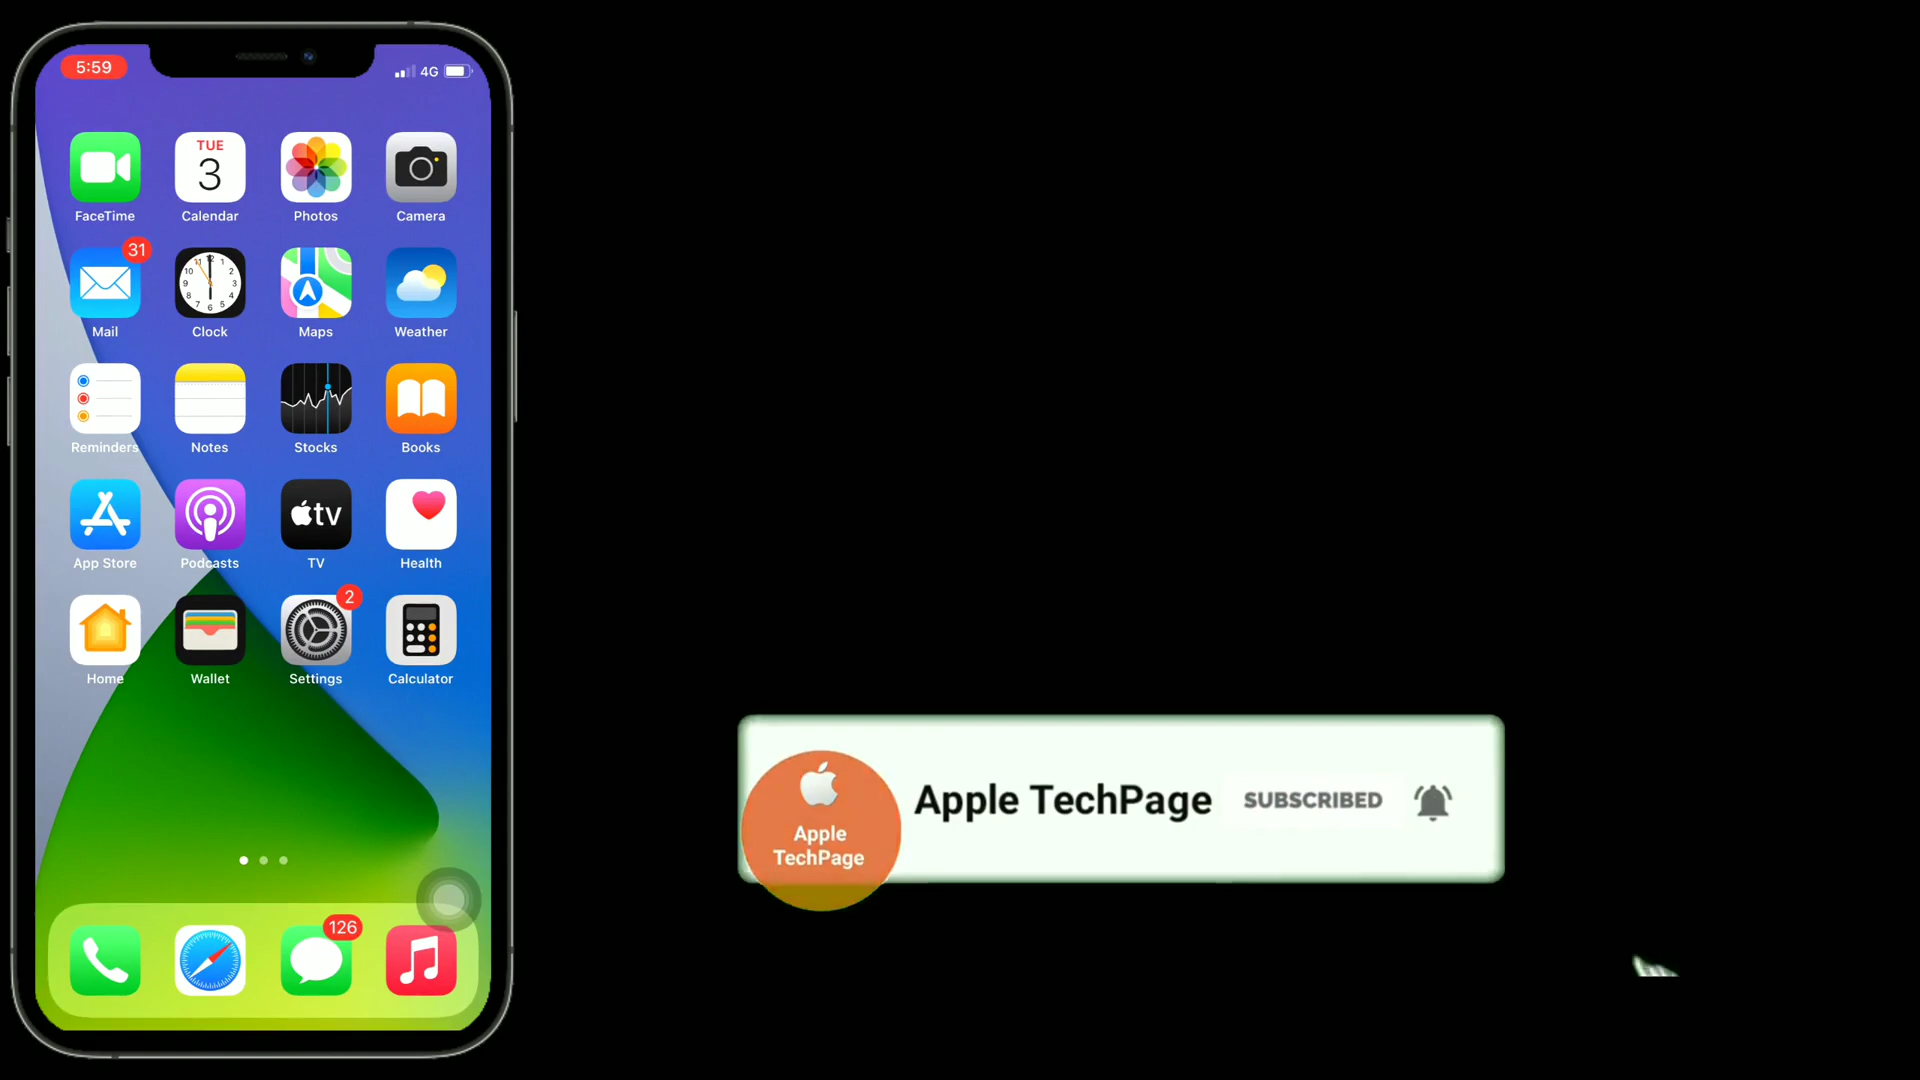 5:59
4G
TUE
3
FaceTime
Calendar
Photos
Camera
31
Mail
Clock
Maps
Weather
Reminders
Notes
Stocks
Books
tv
App Store
Podcasts
TV
Health
2
Home
Wallet
Settings
Calculator
126
Apple
TechPage
Apple TechPage
SUBSCRIBED